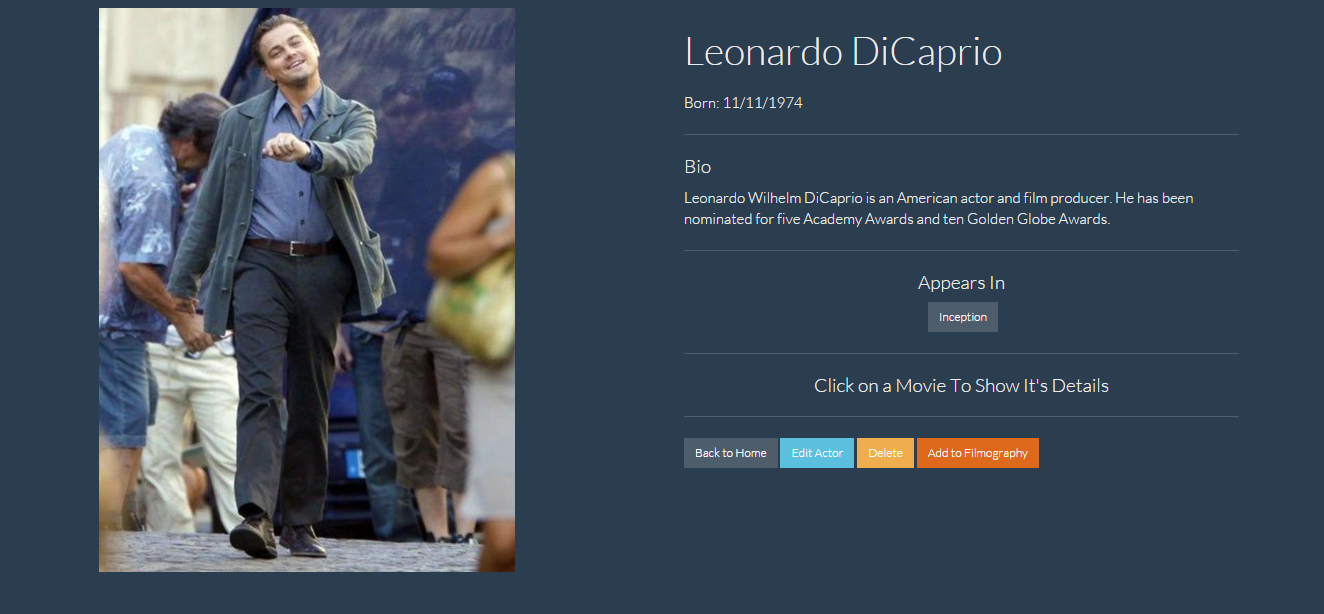 Leonardo DiCaprio
Born: 11/11/1974
Bio
Leonardo Wilhelm DiCaprio is an American actor and film producer. He has been
nominated for five Academy Awards and ten Golden Globe Awards.
Appears In
Inception
Click on a Movie To Show It's Details
Back to Home
Edit Actor
Delete
Add to Filmography